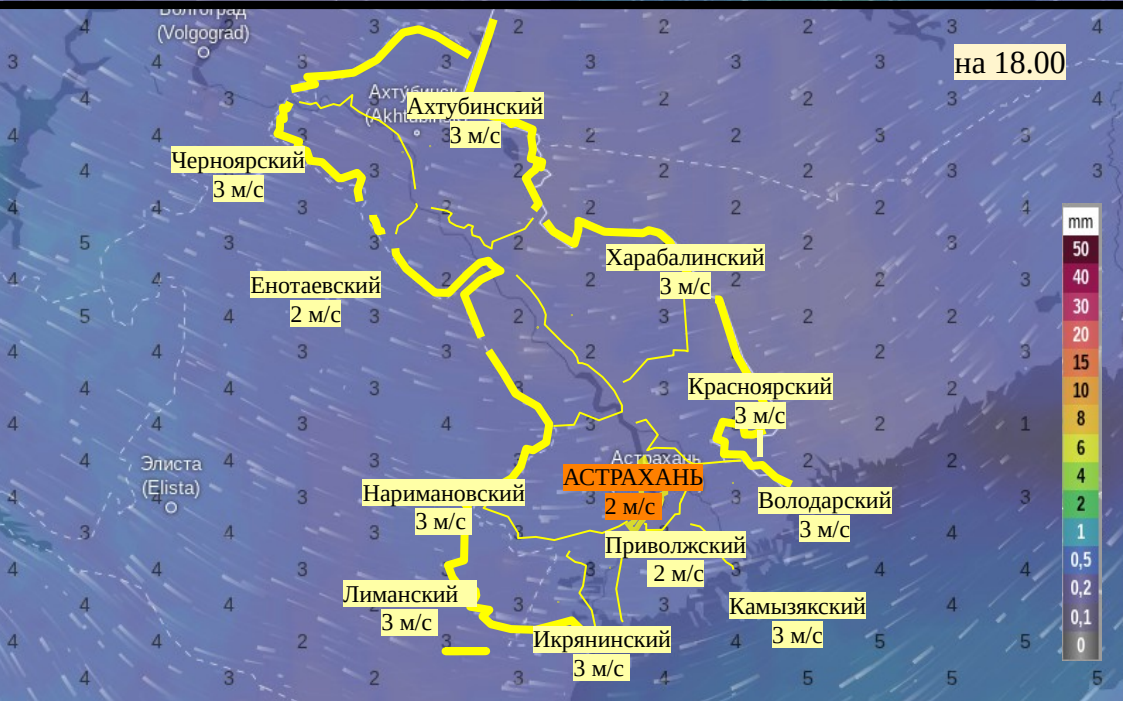 Волгоград
(Volgograd)
на 18.00
Ахтубинск
(Akhtubinsk)
Ахтубинский
3 м/с
Черноярский
3 м/с
Харабалинский
3 м/с
Енотаевский
2 м/с
Красноярский
3 м/с
Элиста
(Elista)
Астрахань
АСТРАХАНЬ
2 м/с
Наримановский
3 м/с
Володарский
3 м/с
Приволжский
2 м/с
Лиманский
3 м/с
Камызякский
3 м/с
Икрянинский
3 м/с
mm
50
40
30
20
15
10
8
6
4
2
1
0,5
0,2
0,1
0